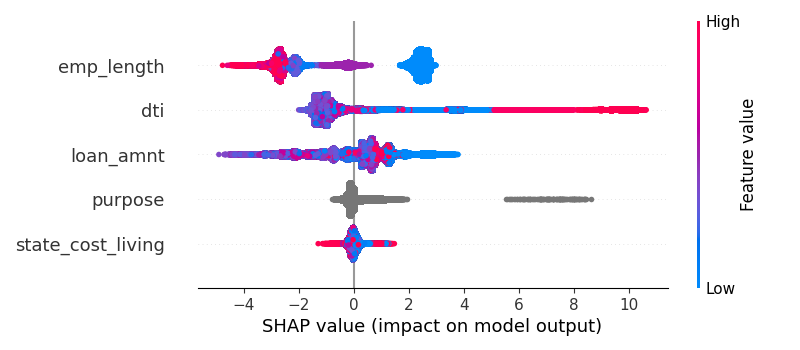 High
emp_length
dti
loan_amnt
purpose
state_cost_living
Feature value
Low
−4 −2 0 2 4 6 8 10
SHAP value (impact on model output)